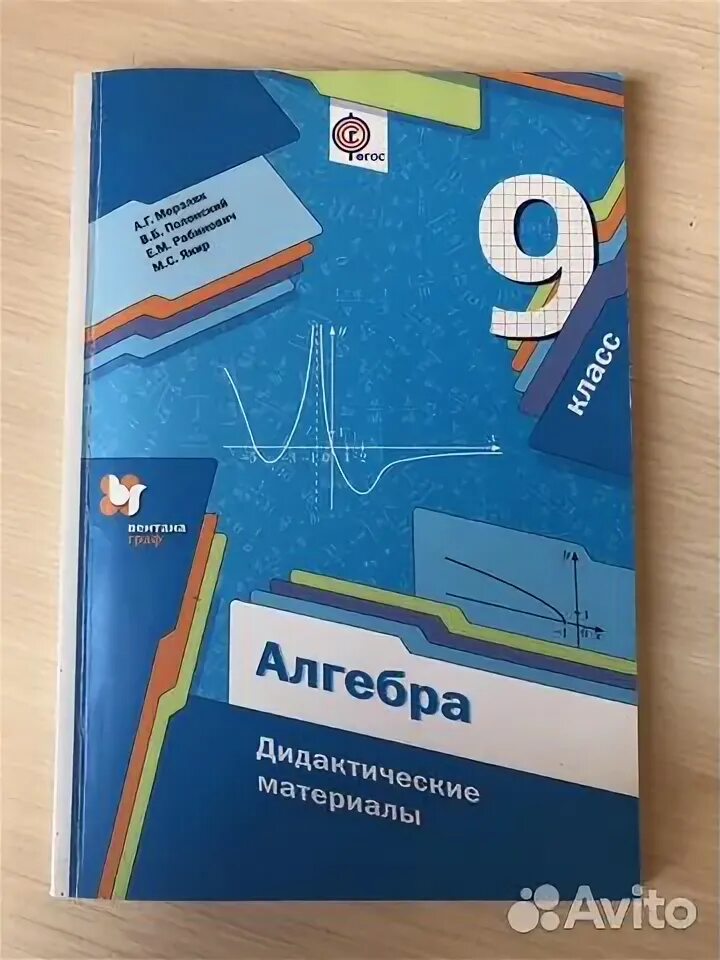 ФГОС
А.Г. Мерзляк
В.Б. Полонский
Е.М. Рабинович
М.С. Якир
9
класс
y
x
вентана
граф
y
x
Алгебра
Дидактические
материалы
Avito